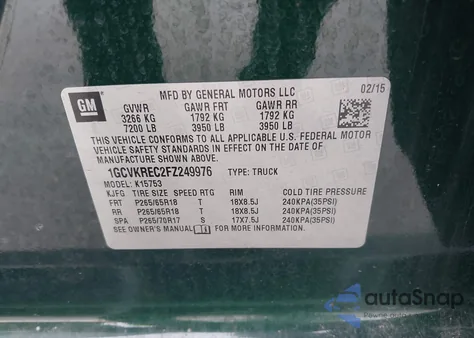 MFD BY GENERAL MOTORS LLC 02/15
GM
GVWR GAWR FRT GAWR RR
3266 KG 1792 KG 1792 KG
7200 LB 3950 LB 3950 LB
THIS VEHICLE CONFORMS TO ALL APPLICABLE U.S. FEDERAL MOTOR
VEHICLE SAFETY STANDARDS IN EFFECT ON THE DATE OF
MANUFACTURE SHOWN ABOVE.
1GCVKREC2FZ249976 TYPE: TRUCK
MODEL: K15753
KJFG TIRE SIZE SPEED RTG RIM COLD TIRE PRESSURE
FRT P265/65R18 T 18X8.5J 240KPA(35PSI)
RR P265/65R18 T 18X8.5J 240KPA(35PSI)
SPA P265/70R17 S 17X7.5J 240KPA(35PSI)
SEE OWNER'S MANUAL
autoSnap